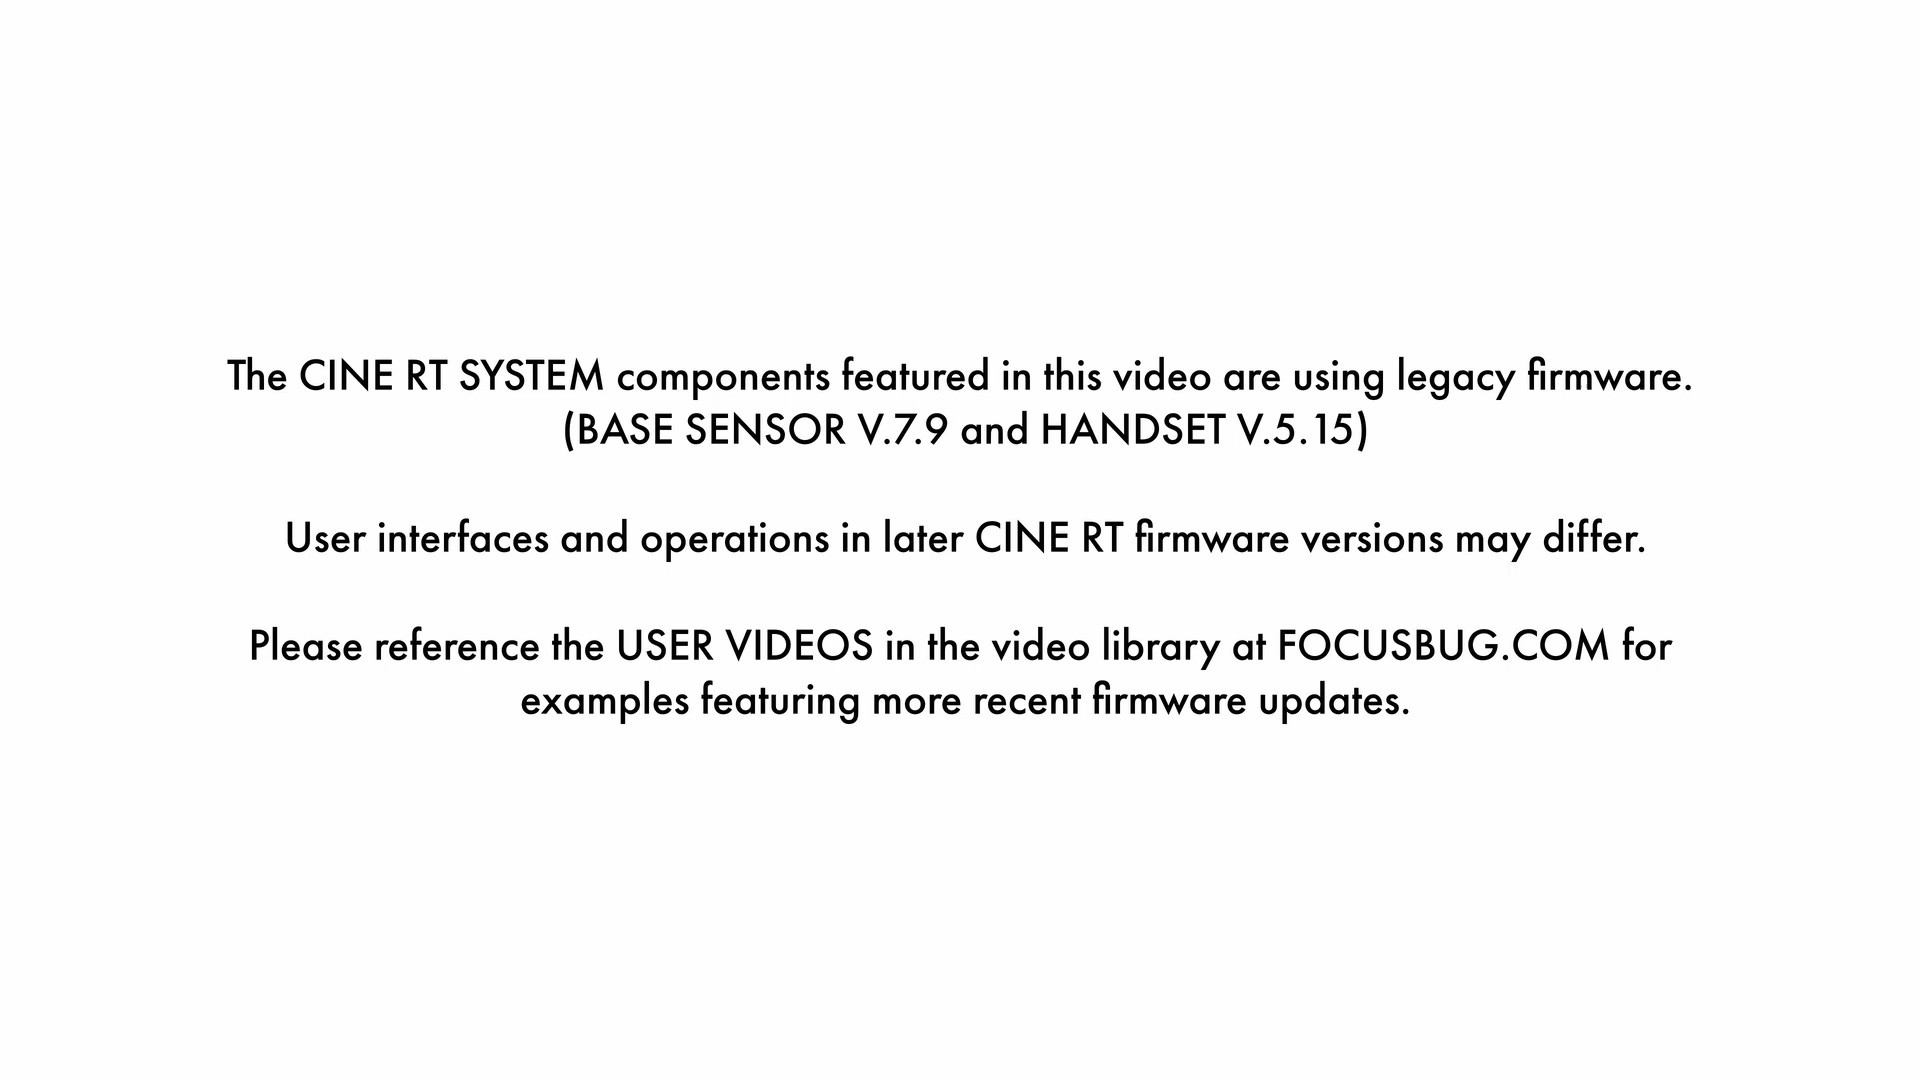 The CINE RT SYSTEM components featured in this video are using legacy firmware.
(BASE SENSOR V.7.9 and HANDSET V.5.15)
User interfaces and operations in later CINE RT firmware versions may differ.
Please reference the USER VIDEOS in the video library at FOCUSBUG.COM for
examples featuring more recent firmware updates.